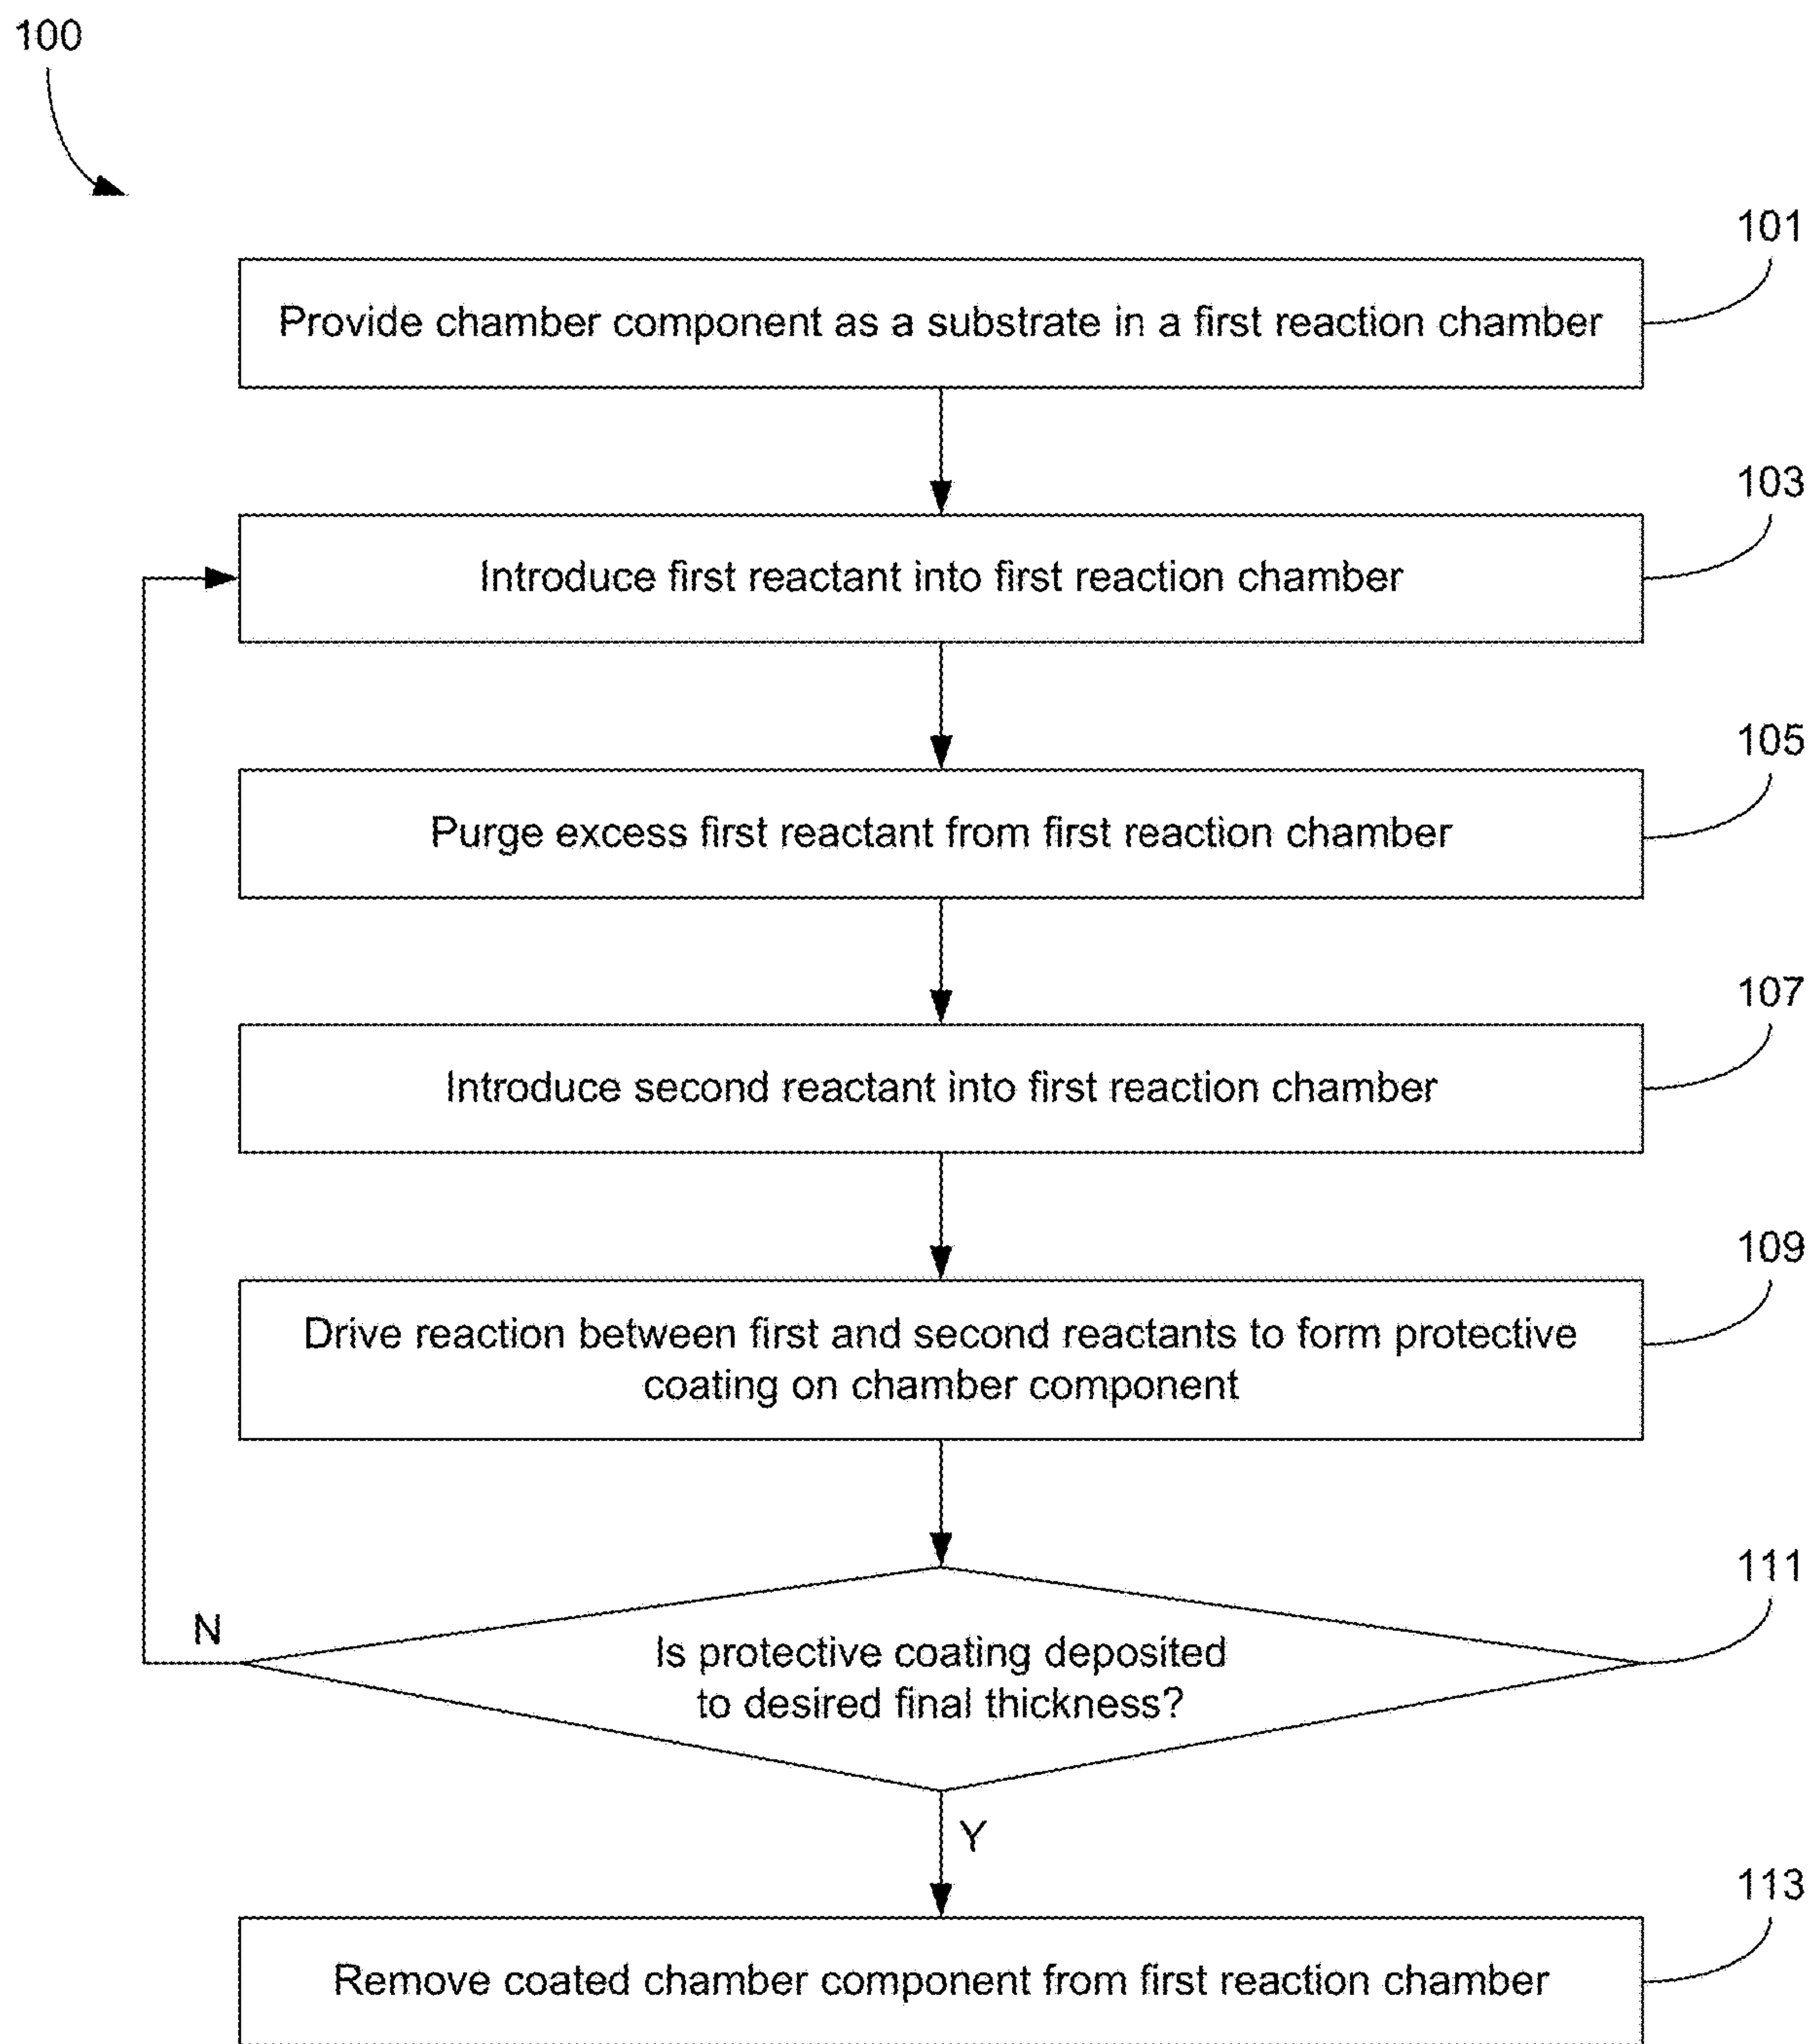 100
101
Provide chamber component as a substrate in a first reaction chamber
103
Introduce first reactant into first reaction chamber
105
Purge excess first reactant from first reaction chamber
107
Introduce second reactant into first reaction chamber
109
Drive reaction between first and second reactants to form protective
coating on chamber component
111
N
Is protective coating deposited
to desired final thickness?
Y
113
Remove coated chamber component from first reaction chamber